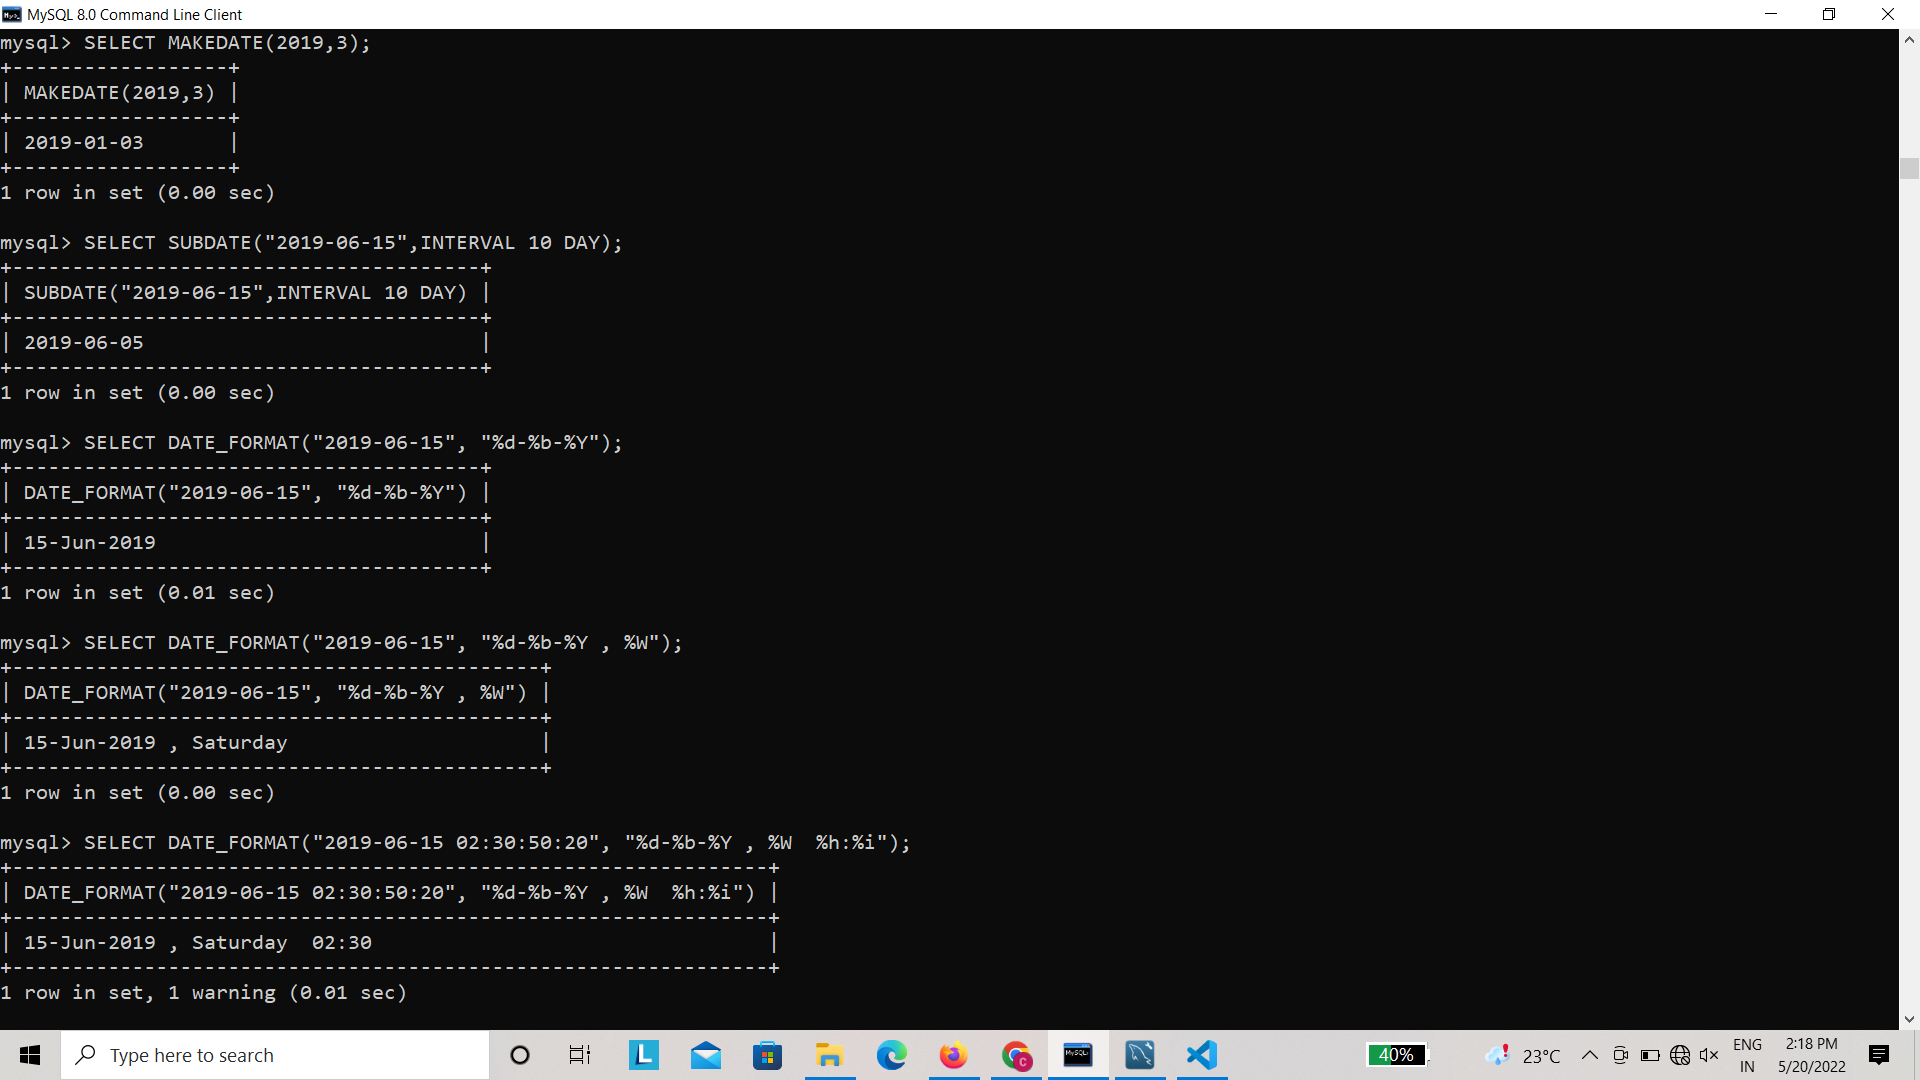 MySQL 8.0 Command Line Client
mysql> SELECT MAKEDATE(2019,3);
+------------------+
| MAKEDATE(2019,3) |
+------------------+
| 2019-01-03       |
+------------------+
1 row in set (0.00 sec)
mysql> SELECT SUBDATE("2019-06-15",INTERVAL 10 DAY);
+---------------------------------------+
| SUBDATE("2019-06-15",INTERVAL 10 DAY) |
+---------------------------------------+
| 2019-06-05                            |
+---------------------------------------+
1 row in set (0.00 sec)
mysql> SELECT DATE_FORMAT("2019-06-15", "%d-%b-%Y");
+---------------------------------------+
| DATE_FORMAT("2019-06-15", "%d-%b-%Y") |
+---------------------------------------+
| 15-Jun-2019                           |
+---------------------------------------+
1 row in set (0.01 sec)
mysql> SELECT DATE_FORMAT("2019-06-15", "%d-%b-%Y , %W");
+--------------------------------------------+
| DATE_FORMAT("2019-06-15", "%d-%b-%Y , %W") |
+--------------------------------------------+
| 15-Jun-2019 , Saturday                     |
+--------------------------------------------+
1 row in set (0.00 sec)
mysql> SELECT DATE_FORMAT("2019-06-15 02:30:50:20", "%d-%b-%Y , %W  %h:%i");
+---------------------------------------------------------------+
| DATE_FORMAT("2019-06-15 02:30:50:20", "%d-%b-%Y , %W  %h:%i") |
+---------------------------------------------------------------+
| 15-Jun-2019 , Saturday  02:30                                 |
+---------------------------------------------------------------+
1 row in set, 1 warning (0.01 sec)
Type here to search
L
C
MySQL
40%
23°C
ENG
IN
2:18 PM
5/20/2022